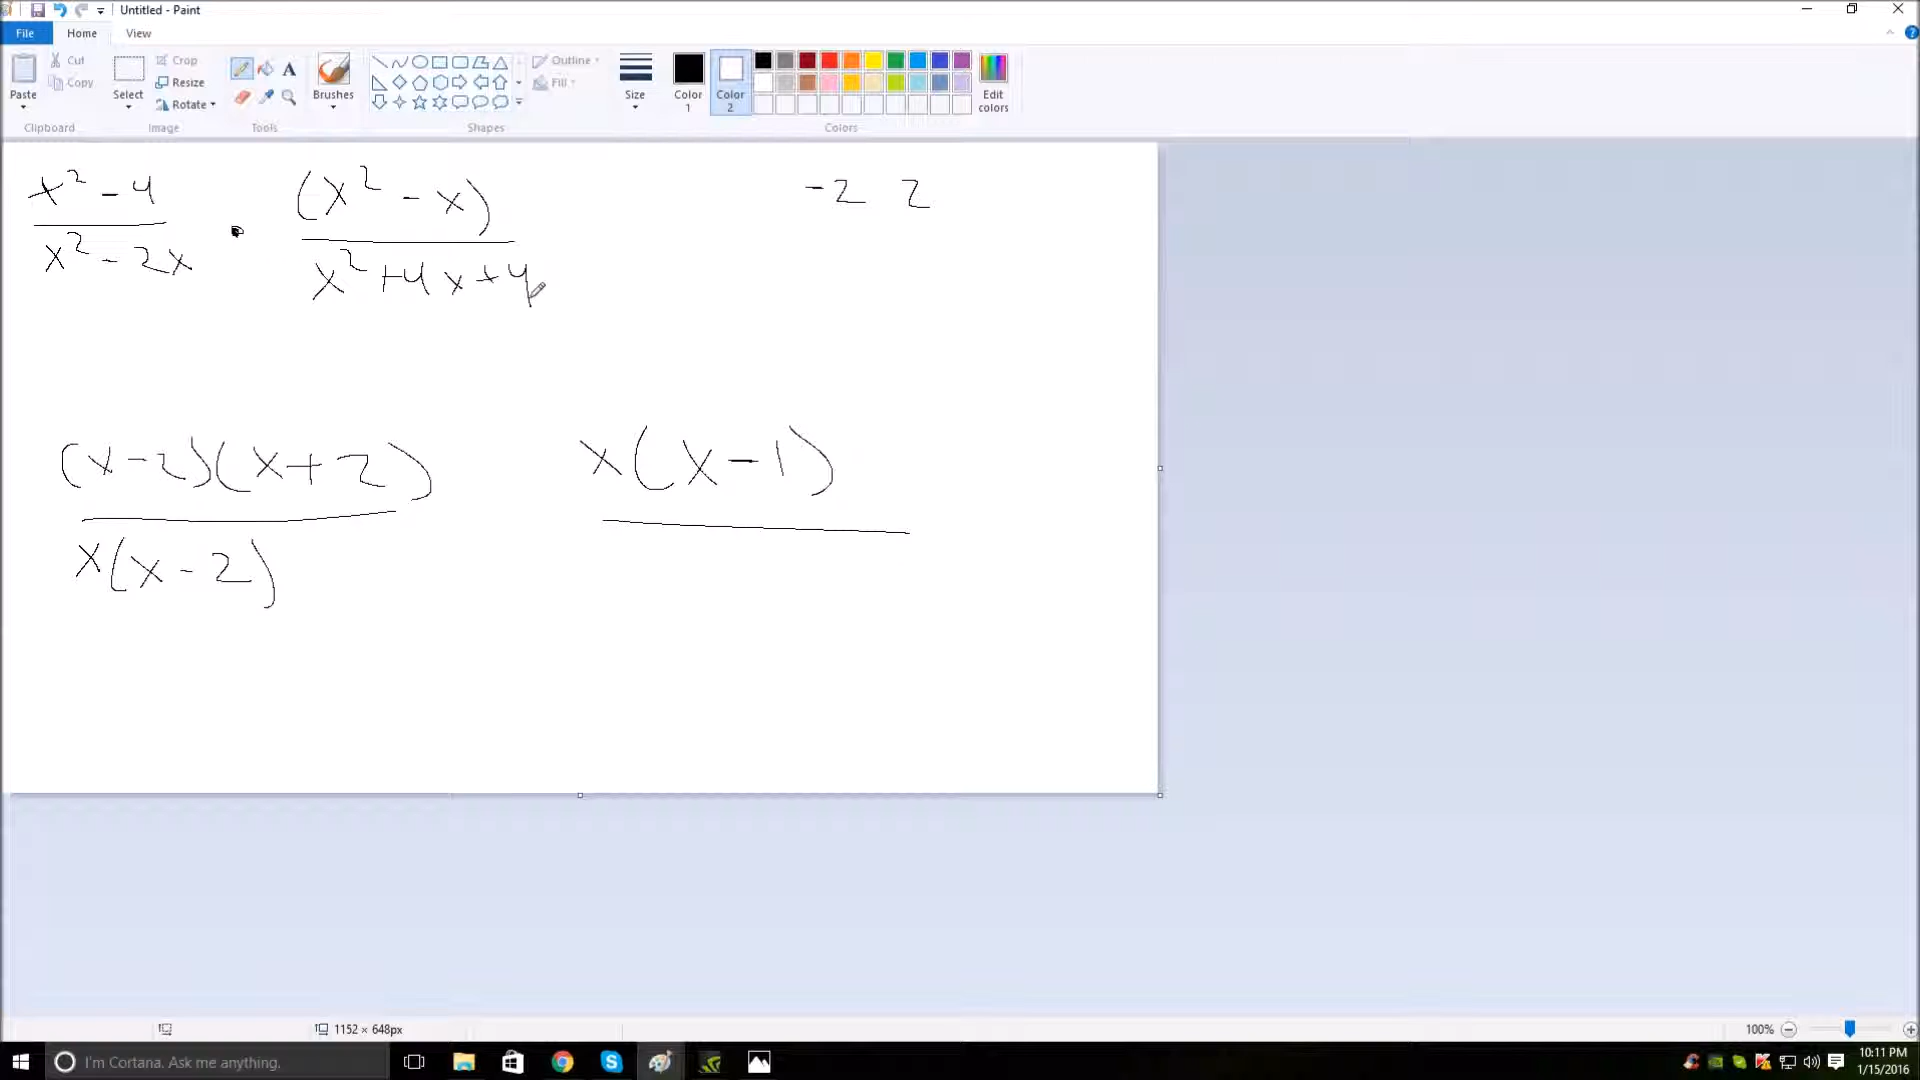 Untitled - Paint
File Home View
Paste
Cut
Copy
Clipboard
Select
Crop
Resize
Rotate
Image
Tools
Brushes
Shapes
Outline
Fill
Size
Color 1
Color 2
Edit colors
Colors
x² - 4
x² - 2x
•
(x² - x)
x² + 4x + 4
-2 2
(x-2)(x+2)
x(x-2)
x(x-1)
1152 × 648px
100%
I'm Cortana. Ask me anything.
10:11 PM
1/15/2016